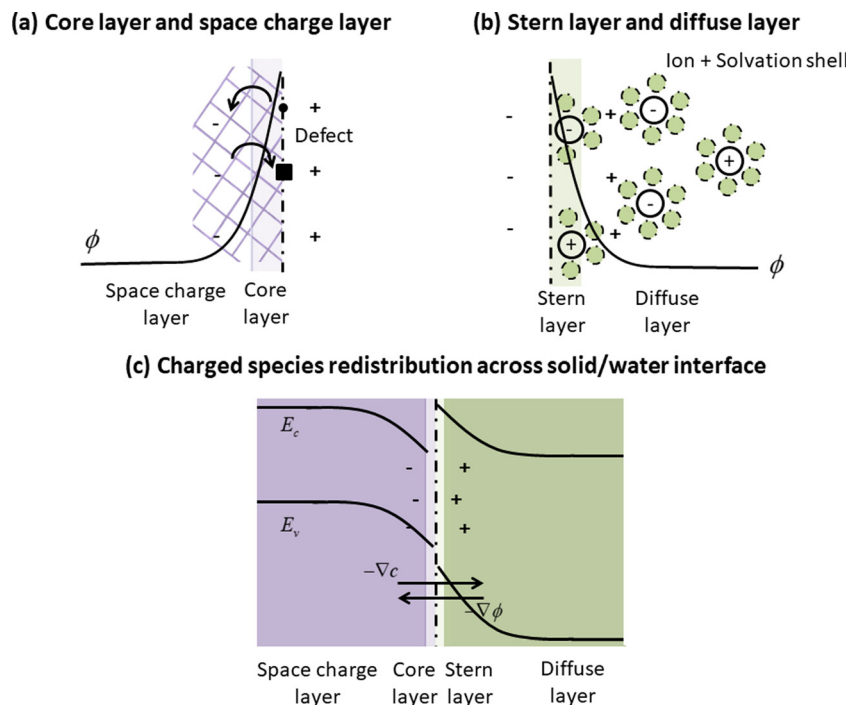 (a) Core layer and space charge layer
+
-
Defect
-
+
-
+
ϕ
Space charge
layer
Core
layer
(b) Stern layer and diffuse layer
Ion + Solvation shell
-
+
-
-
+
-
+
-
-
+
+
ϕ
Stern
layer
Diffuse
layer
(c) Charged species redistribution across solid/water interface
E_c
-
+
-
+
E_v
-
+
−∇c
−∇ϕ
Space charge
layer
Core
layer
Stern
layer
Diffuse
layer